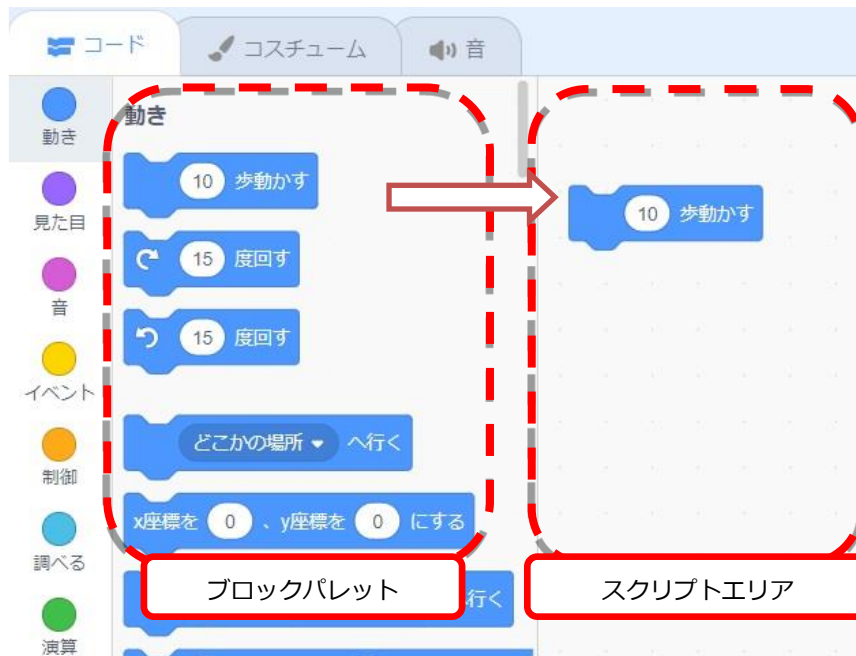 コード
コスチューム
音
動き
見た目
音
イベント
制御
調べる
演算
動き
10 歩動かす
15 度回す
15 度回す
どこかの場所 へ行く
x座標を 0 、y座標を 0 にする
行く
ブロックパレット
10 歩動かす
スクリプトエリア